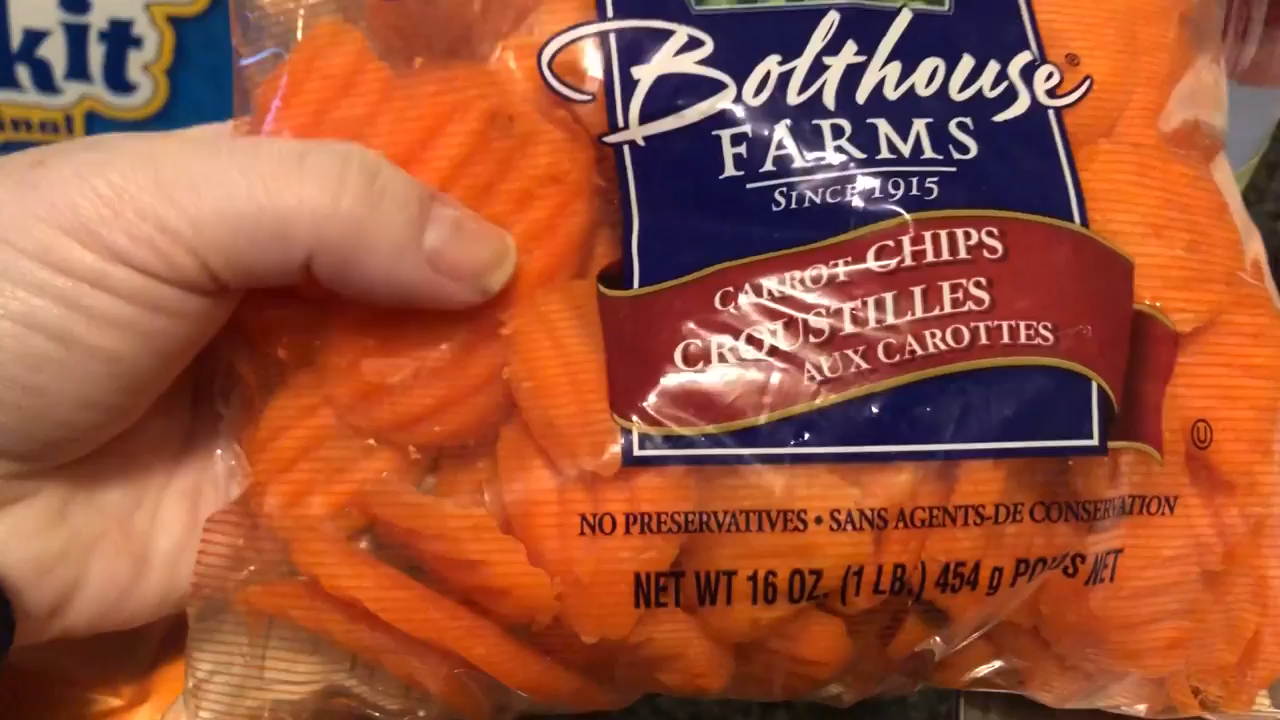 kit
inal
Bolthouse®
FARMS
SINCE 1915
CARROT CHIPS
CROUSTILLES
AUX CAROTTES
U
NO PRESERVATIVES • SANS AGENTS-DE CONSERVATION
NET WT 16 OZ. (1 LB.) 454 g POIDS NET